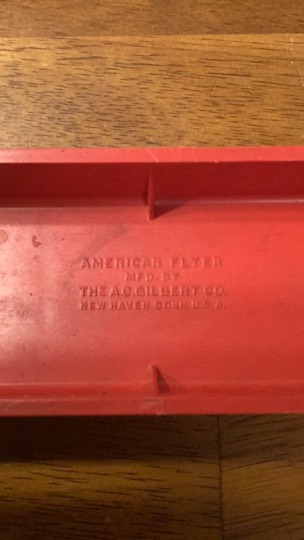 AMERICAN FLYER
MFD. BY
THE A.C. GILBERT CO.
NEW HAVEN CONN U.S.A.